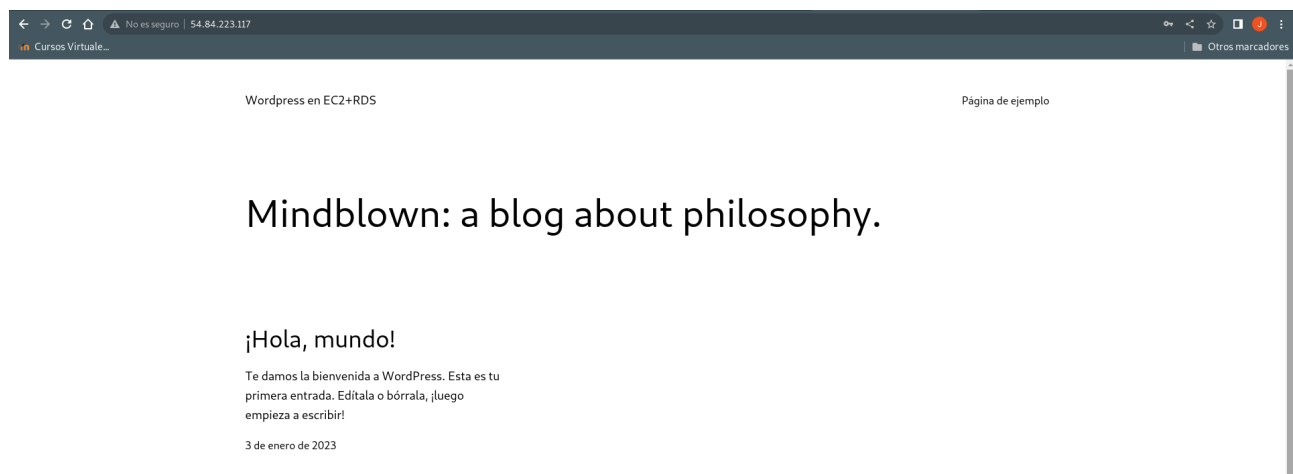 No es seguro | 54.84.223.117
J
Cursos Virtuale...
Otros marcadores
Wordpress en EC2+RDS
Página de ejemplo
Mindblown: a blog about philosophy.
¡Hola, mundo!
Te damos la bienvenida a WordPress. Esta es tu
primera entrada. Edítala o bórrala, ¡luego
empieza a escribir!
3 de enero de 2023